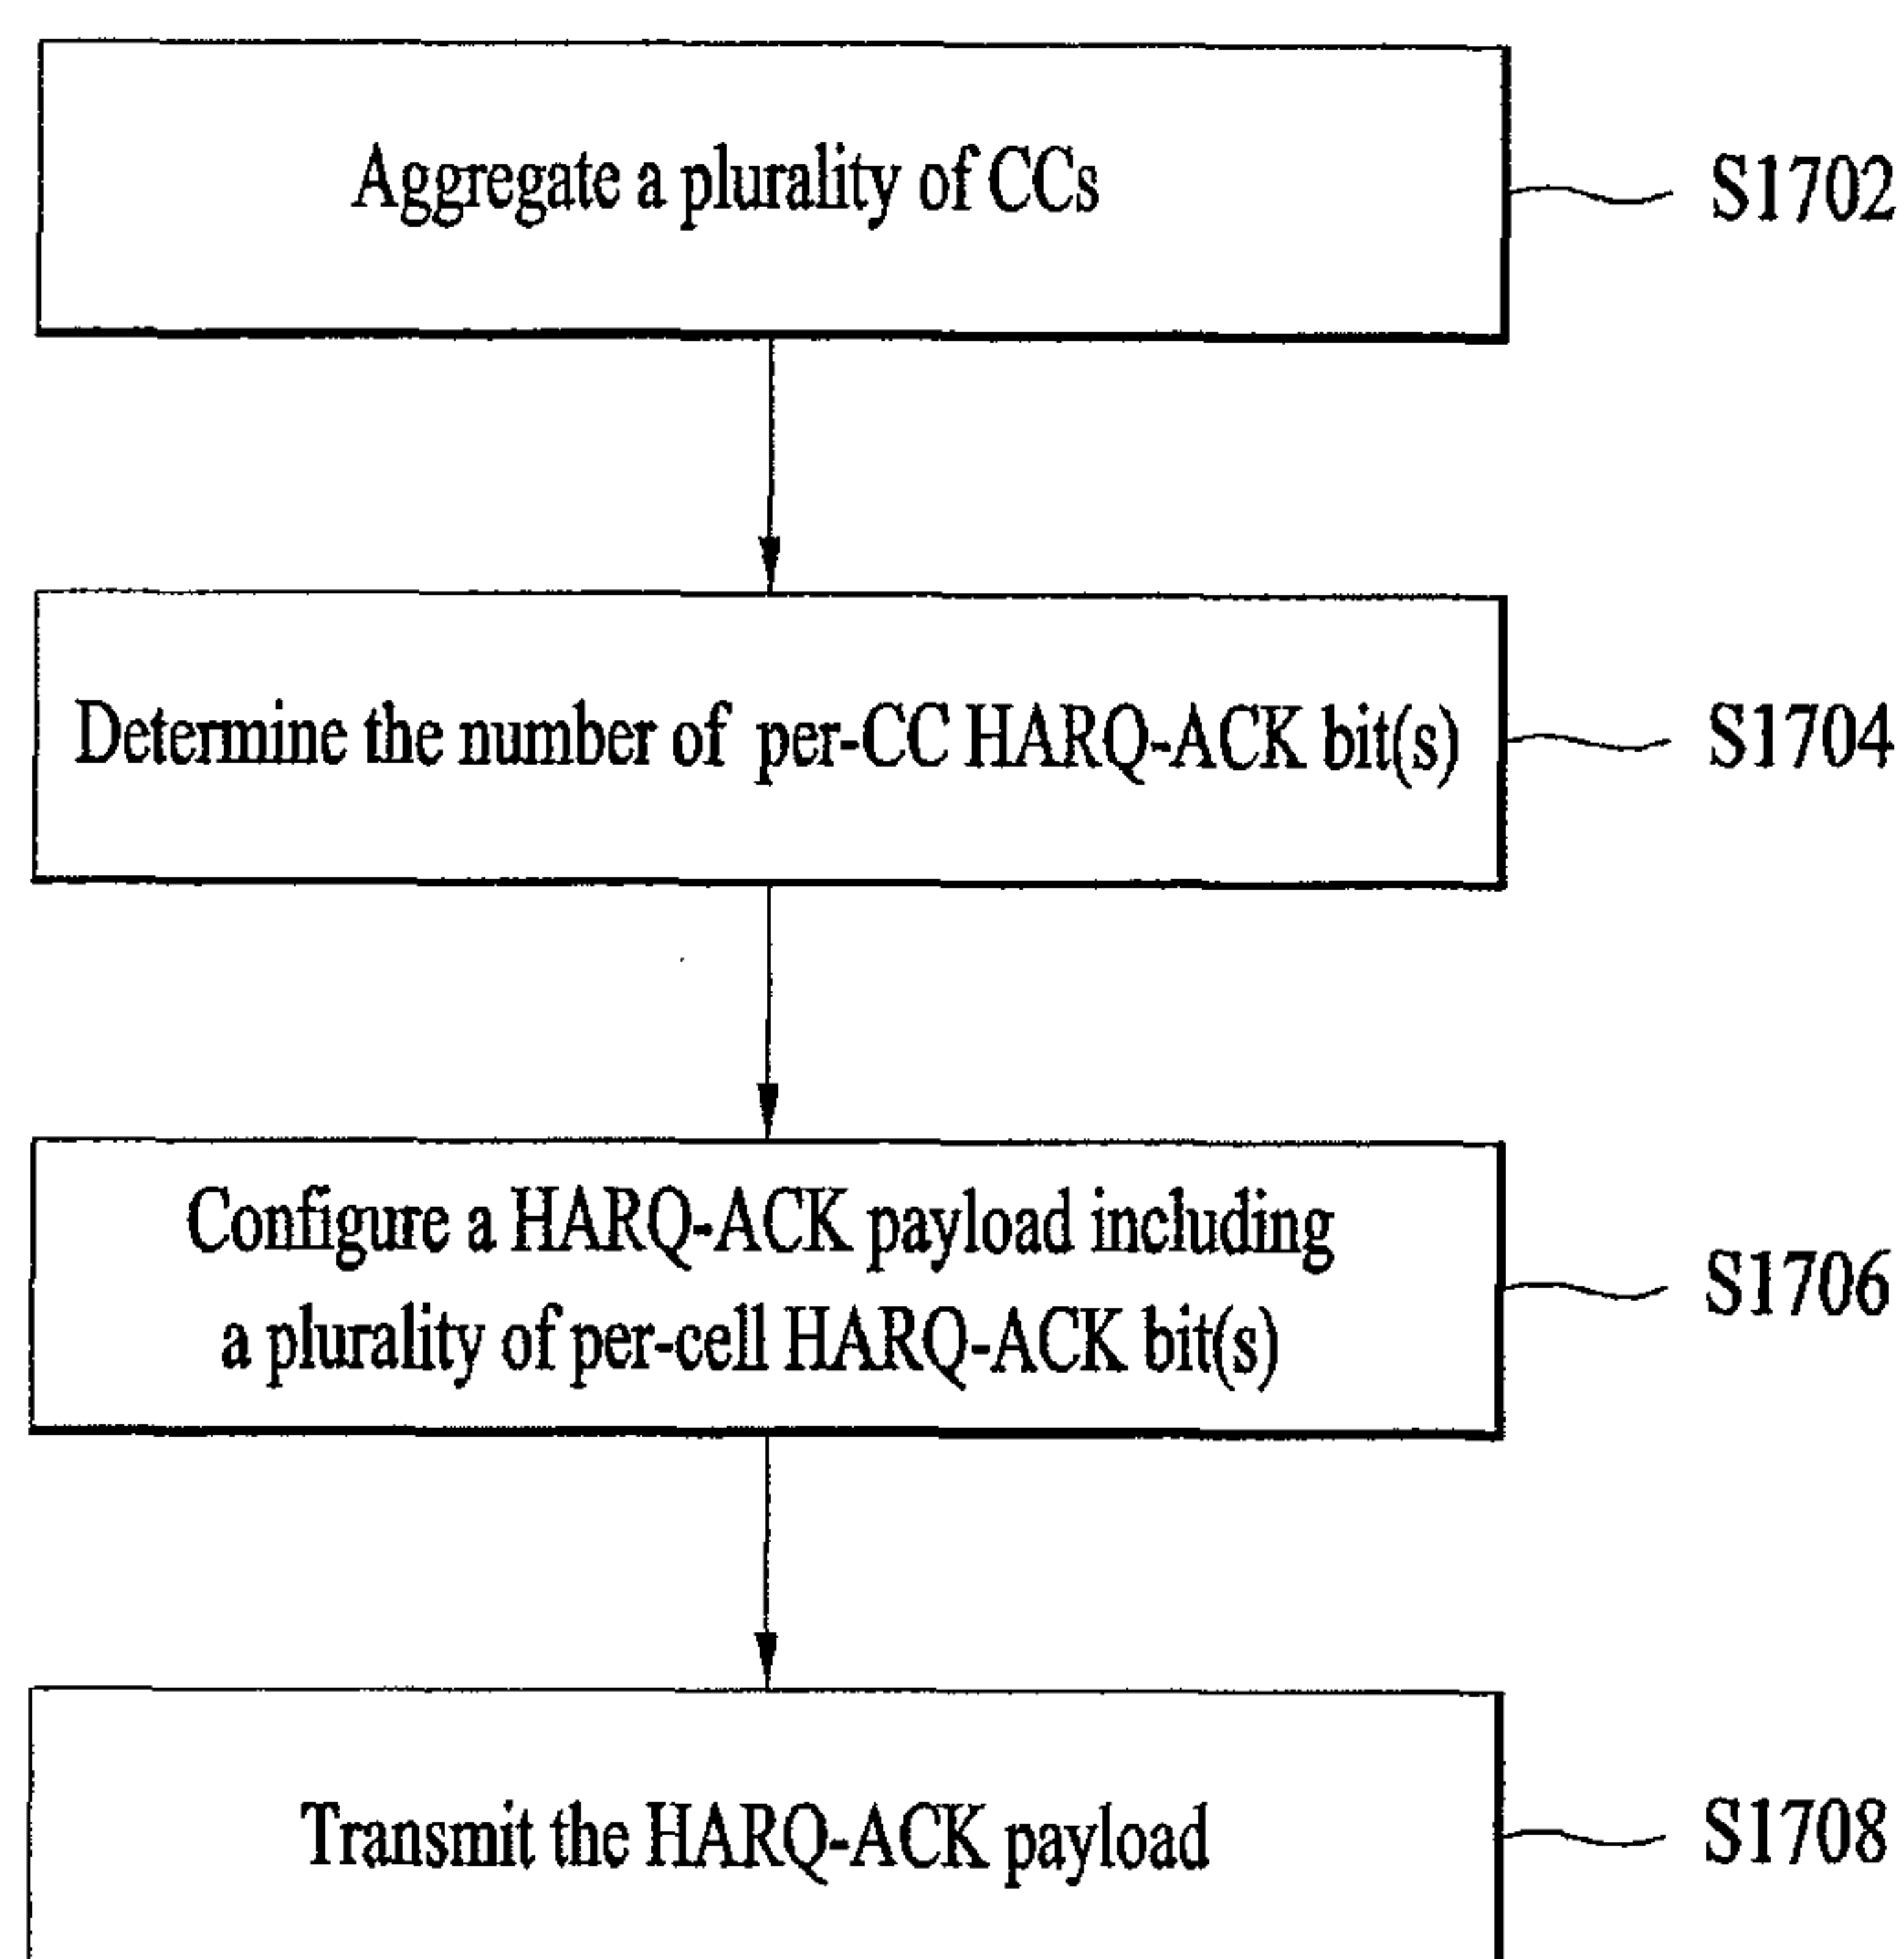 Aggregate a plurality of CCs
S1702
Determine the number of per-CC HARQ-ACK bit(s)
S1704
Configure a HARQ-ACK payload including
a plurality of per-cell HARQ-ACK bit(s)
S1706
Transmit the HARQ-ACK payload
S1708